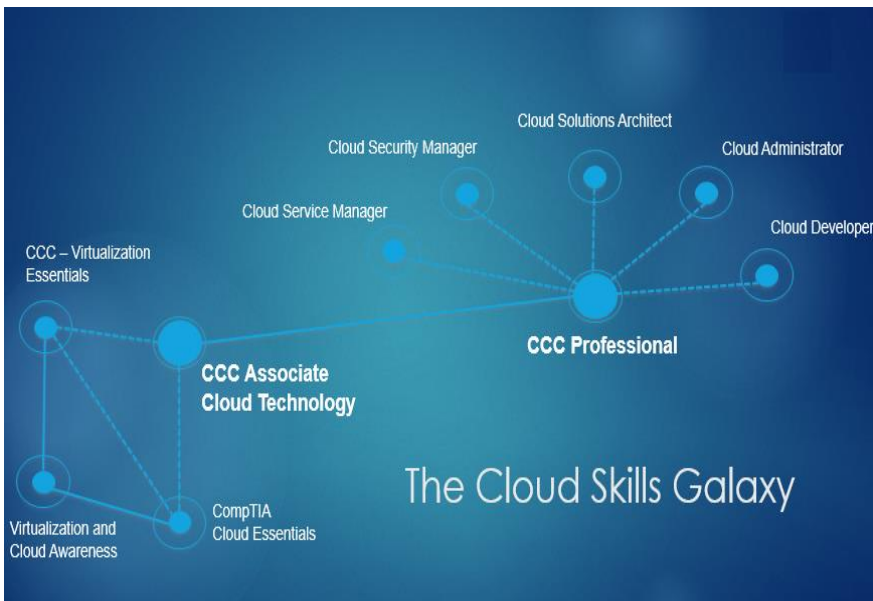 Cloud Solutions Architect
Cloud Security Manager
Cloud Administrator
Cloud Service Manager
Cloud Developer
CCC – Virtualization
Essentials
CCC Professional
CCC Associate
Cloud Technology
The Cloud Skills Galaxy
CompTIA
Cloud Essentials
Virtualization and
Cloud Awareness